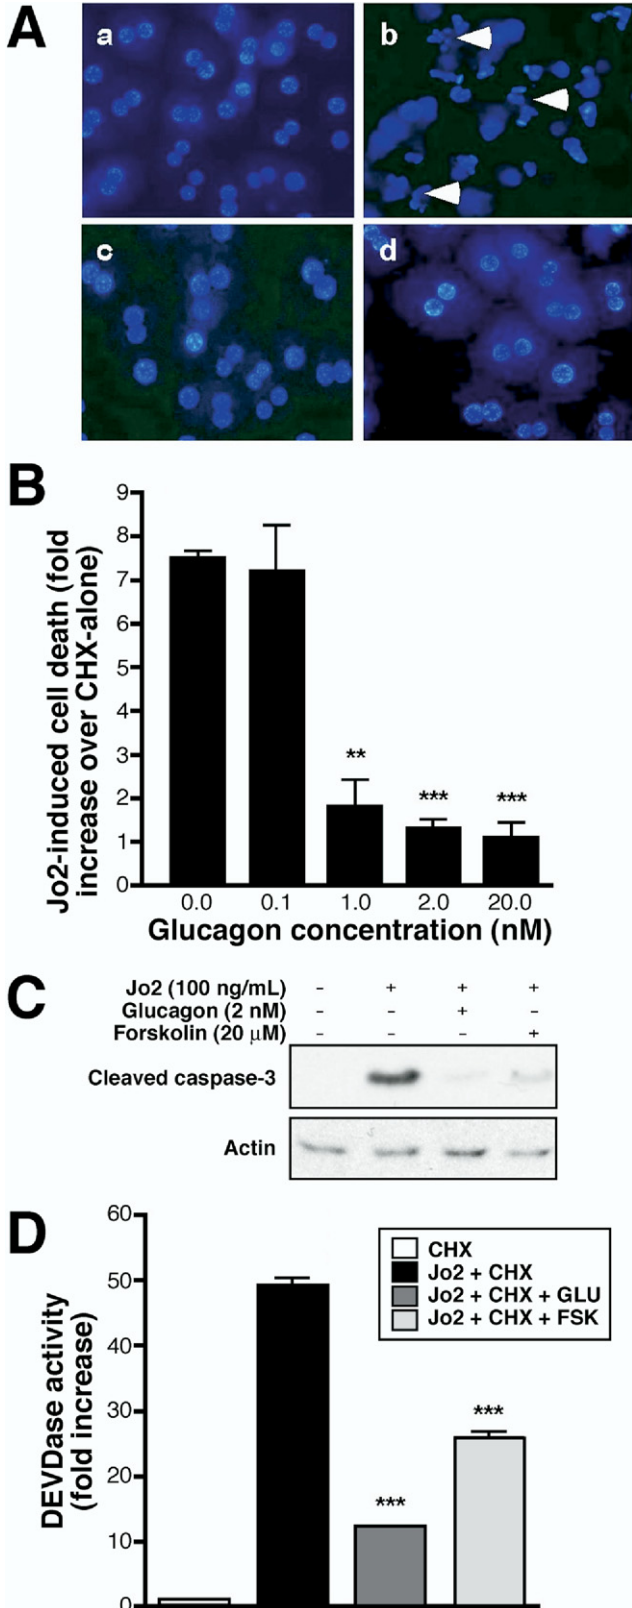 A
a
b
c
d
B
Jo2-induced cell death (fold
increase over CHX-alone)
9
8
7
6
5
4
3
2
1
0
**
***
***
0.0 0.1 1.0 2.0 20.0
Glucagon concentration (nM)
C
Jo2 (100 ng/mL) - + + +
Glucagon (2 nM) - - + -
Forskolin (20 µM) - - - +
Cleaved caspase-3
Actin
D
DEVDase activity
(fold increase)
60
50
40
30
20
10
0
CHX
Jo2 + CHX
Jo2 + CHX + GLU
Jo2 + CHX + FSK
***
***